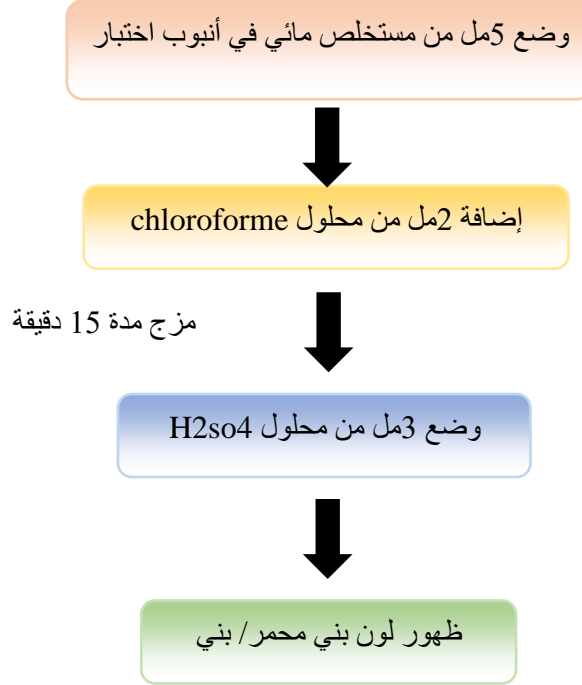 وضع 5مل من مستخلص مائي في أنبوب اختبار
إضافة 2مل من محلول chloroforme
مزج مدة 15 دقيقة
وضع 3مل من محلول H2so4
ظهور لون بني محمر/ بني